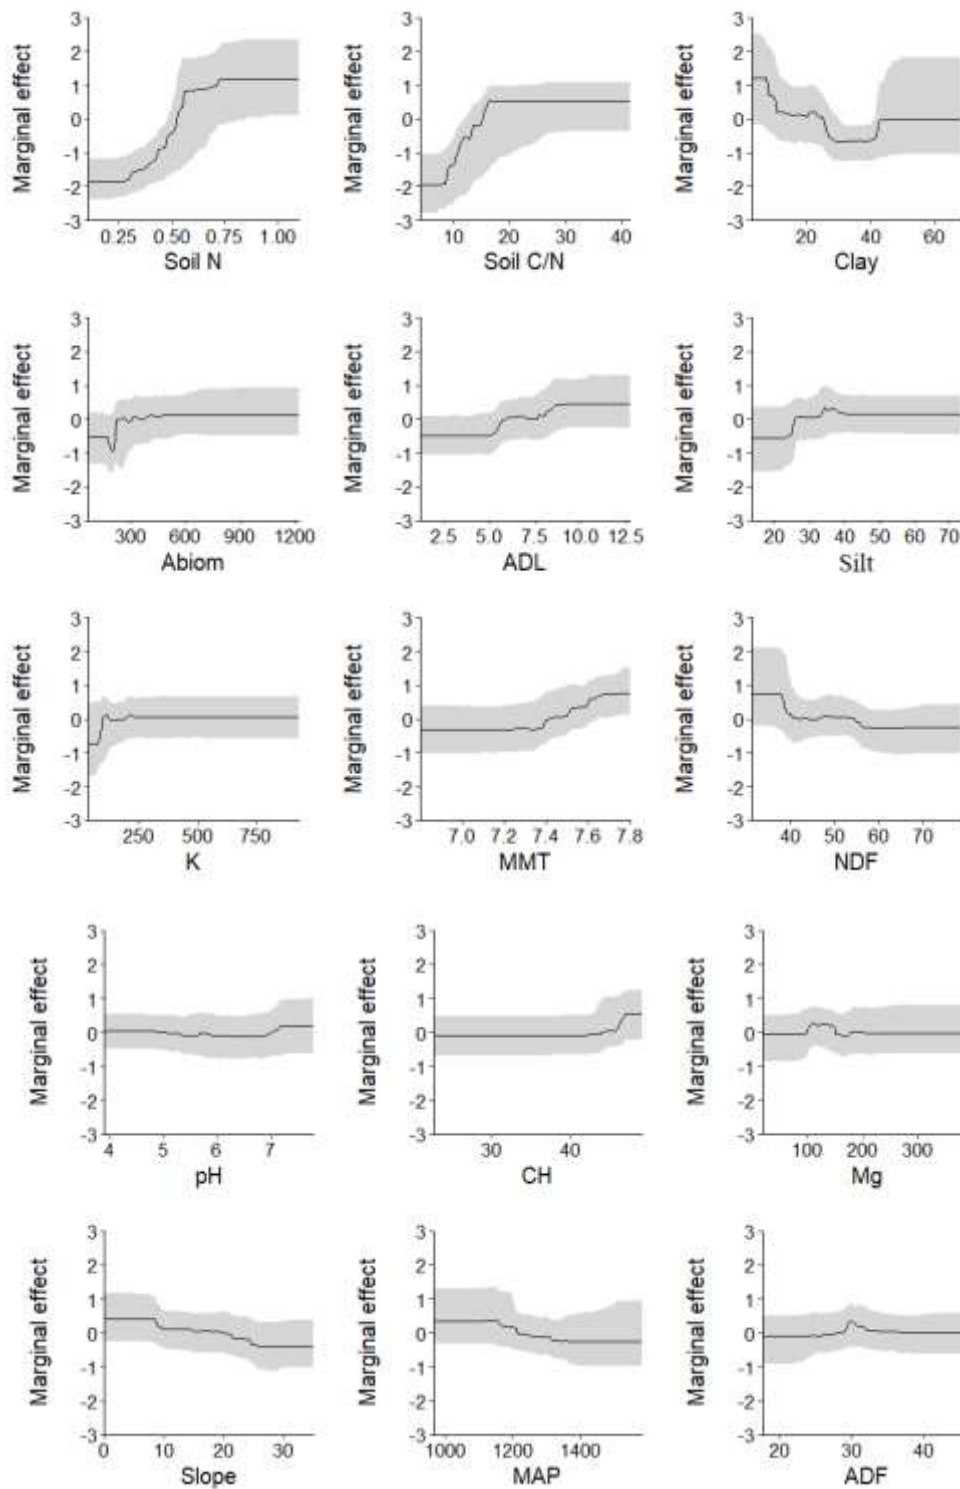 3 3 3
2 2 2
1 1 1
0 0 0
-1 -1 -1
-2 -2 -2
-3 -3 -3
Marginal effect Marginal effect Marginal effect
0.25 0.50 0.75 1.00 10 20 30 40 20 40 60
Soil N Soil C/N Clay
3 3 3
2 2 2
1 1 1
0 0 0
-1 -1 -1
-2 -2 -2
-3 -3 -3
Marginal effect Marginal effect Marginal effect
300 600 900 1200 2.5 5.0 7.5 10.0 12.5 20 30 40 50 60 70
Abiom ADL Silt
3 3 3
2 2 2
1 1 1
0 0 0
-1 -1 -1
-2 -2 -2
-3 -3 -3
Marginal effect Marginal effect Marginal effect
250 500 750 7.0 7.2 7.4 7.6 7.8 40 50 60 70
K MMT NDF
3 3 3
2 2 2
1 1 1
0 0 0
-1 -1 -1
-2 -2 -2
-3 -3 -3
Marginal effect Marginal effect Marginal effect
4 5 6 7 30 40 100 200 300
pH CH Mg
3 3 3
2 2 2
1 1 1
0 0 0
-1 -1 -1
-2 -2 -2
-3 -3 -3
Marginal effect Marginal effect Marginal effect
0 10 20 30 1000 1200 1400 20 30 40
Slope MAP ADF